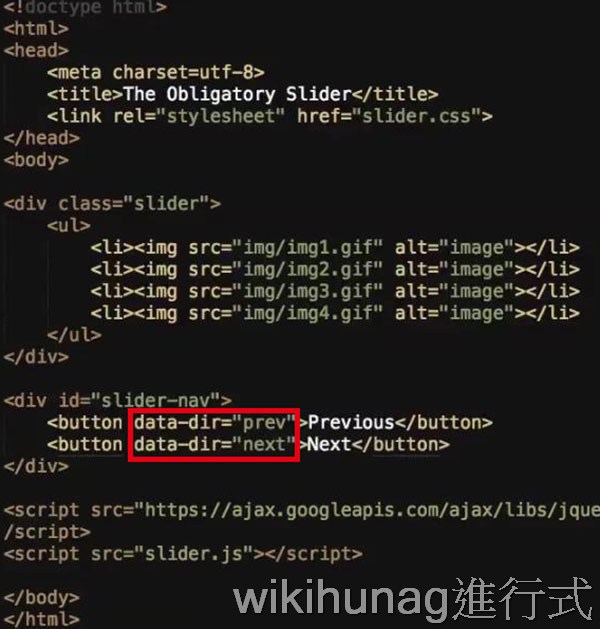 <!doctype html>
<html>
<head>
<meta charset=utf-8>
<title>The Obligatory Slider</title>
<link rel="stylesheet" href="slider.css">
</head>
<body>
<div class="slider">
<ul>
<li><img src="img/img1.gif" alt="image"></li>
<li><img src="img/img2.gif" alt="image"></li>
<li><img src="img/img3.gif" alt="image"></li>
<li><img src="img/img4.gif" alt="image"></li>
</ul>
</div>
<div id="slider-nav">
<button data-dir="prev">Previous</button>
<button data-dir="next">Next</button>
</div>
<script src="https://ajax.googleapis.com/ajax/libs/jque
/script>
<script src="slider.js"></script>
</body>
</html>
wikihunag進行式